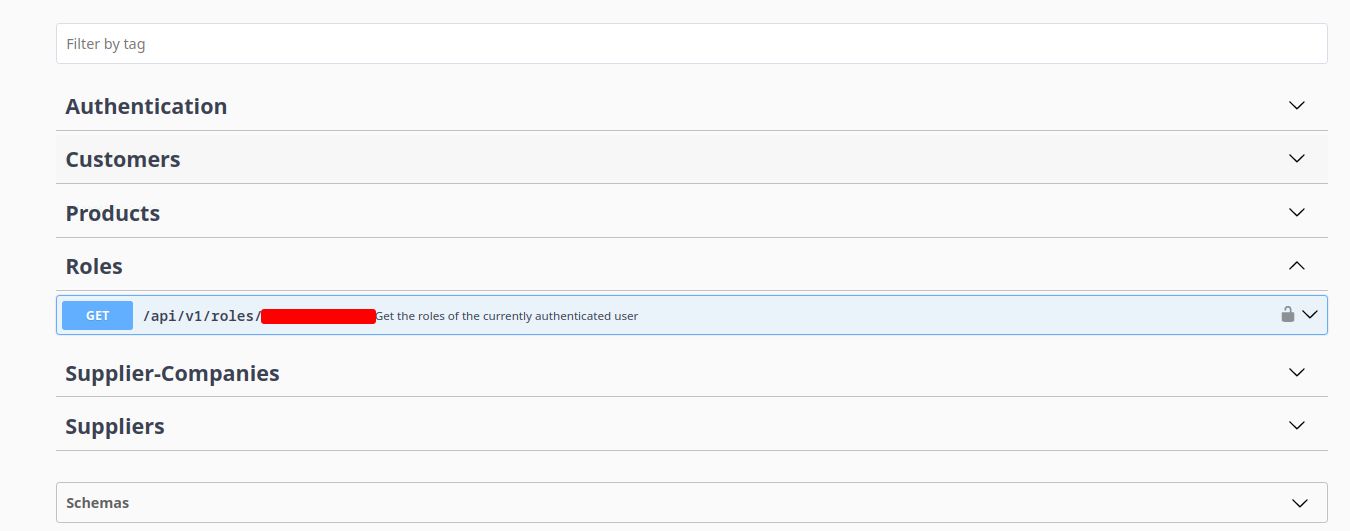 Filter by tag
Authentication
Customers
Products
Roles
GET /api/v1/roles/ Get the roles of the currently authenticated user
Supplier-Companies
Suppliers
Schemas